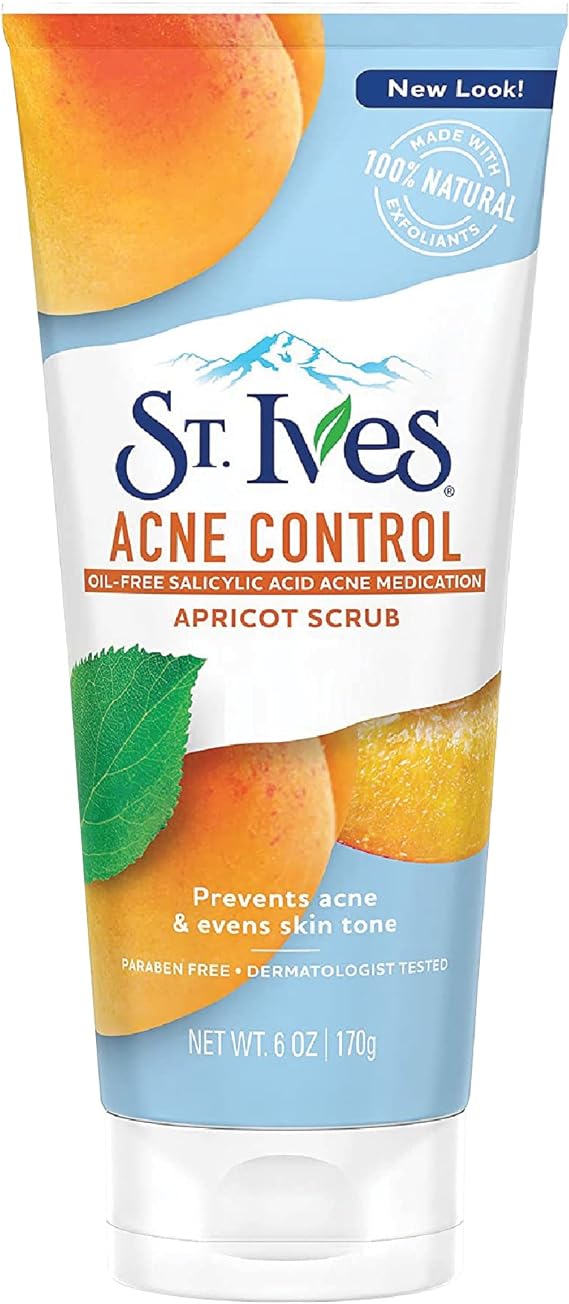 New Look!
MADE WITH
100% NATURAL
EXFOLIANTS
ST. Ives®
ACNE CONTROL
OIL-FREE SALICYLIC ACID ACNE MEDICATION
APRICOT SCRUB
Prevents acne
& evens skin tone
PARABEN FREE • DERMATOLOGIST TESTED
NET WT. 6 OZ | 170g